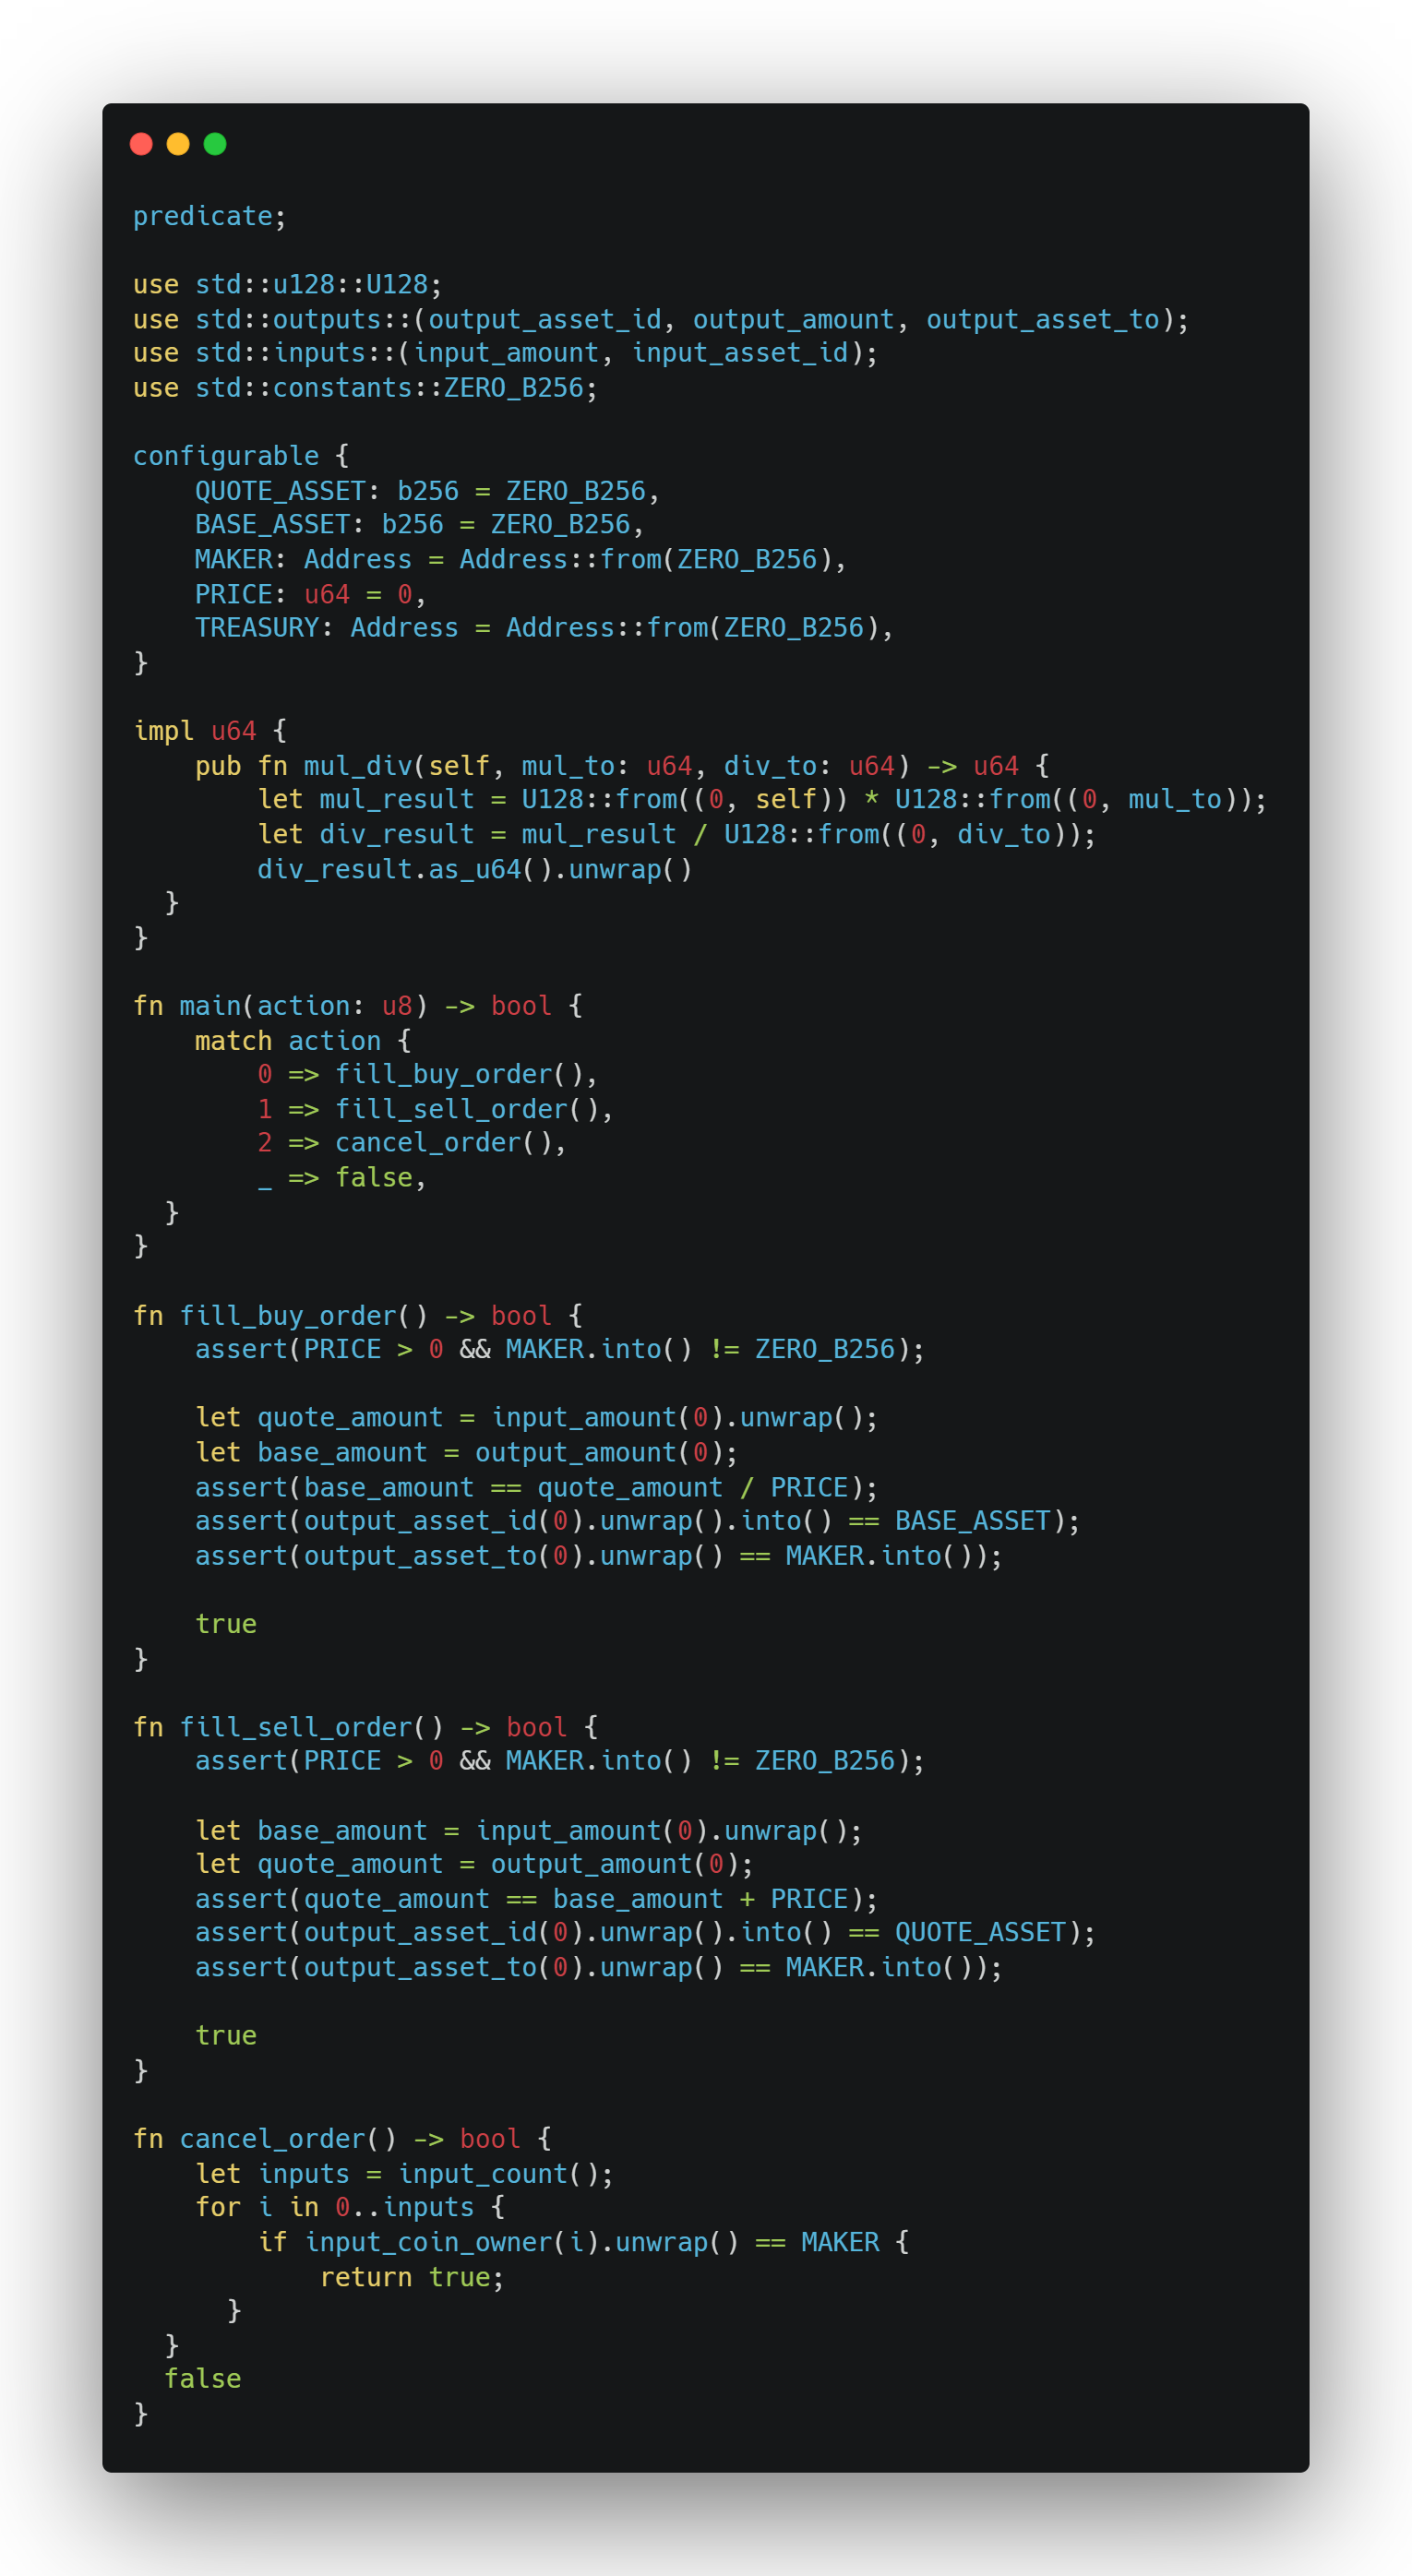 predicate;

use std::u128::U128;
use std::outputs::(output_asset_id, output_amount, output_asset_to);
use std::inputs::(input_amount, input_asset_id);
use std::constants::ZERO_B256;

configurable {
    QUOTE_ASSET: b256 = ZERO_B256,
    BASE_ASSET: b256 = ZERO_B256,
    MAKER: Address = Address::from(ZERO_B256),
    PRICE: u64 = 0,
    TREASURY: Address = Address::from(ZERO_B256),
}

impl u64 {
    pub fn mul_div(self, mul_to: u64, div_to: u64) -> u64 {
        let mul_result = U128::from((0, self)) * U128::from((0, mul_to));
        let div_result = mul_result / U128::from((0, div_to));
        div_result.as_u64().unwrap()
  }
}

fn main(action: u8) -> bool {
    match action {
        0 => fill_buy_order(),
        1 => fill_sell_order(),
        2 => cancel_order(),
        _ => false,
  }
}

fn fill_buy_order() -> bool {
    assert(PRICE > 0 && MAKER.into() != ZERO_B256);

    let quote_amount = input_amount(0).unwrap();
    let base_amount = output_amount(0);
    assert(base_amount == quote_amount / PRICE);
    assert(output_asset_id(0).unwrap().into() == BASE_ASSET);
    assert(output_asset_to(0).unwrap() == MAKER.into());

    true
}

fn fill_sell_order() -> bool {
    assert(PRICE > 0 && MAKER.into() != ZERO_B256);

    let base_amount = input_amount(0).unwrap();
    let quote_amount = output_amount(0);
    assert(quote_amount == base_amount + PRICE);
    assert(output_asset_id(0).unwrap().into() == QUOTE_ASSET);
    assert(output_asset_to(0).unwrap() == MAKER.into());

    true
}

fn cancel_order() -> bool {
    let inputs = input_count();
    for i in 0..inputs {
        if input_coin_owner(i).unwrap() == MAKER {
            return true;
      }
  }
  false
}